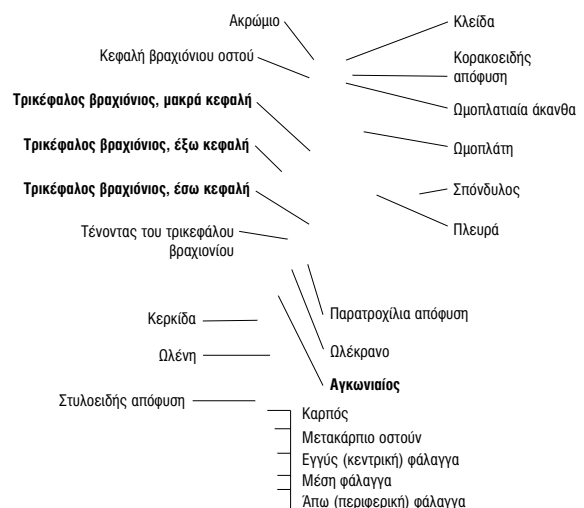 Ακρώμιο
Κεφαλή βραχιόνιου οστού
Τρικέφαλος βραχιόνιος, μακρά κεφαλή
Τρικέφαλος βραχιόνιος, έξω κεφαλή
Τρικέφαλος βραχιόνιος, έσω κεφαλή
Τένοντας του τρικεφάλου
βραχιονίου
Κερκίδα
Ωλένη
Στυλοειδής απόφυση
Κλείδα
Κορακοειδής
απόφυση
Ωμοπλατιαία άκανθα
Ωμοπλάτη
Σπόνδυλος
Πλευρά
Παρατροχίλια απόφυση
Ωλέκρανο
Αγκωνιαίος
Καρπός
Μετακάρπιο οστούν
Εγγύς (κεντρική) φάλαγγα
Μέση φάλαγγα
Άπω (περιφερική) φάλαγγα